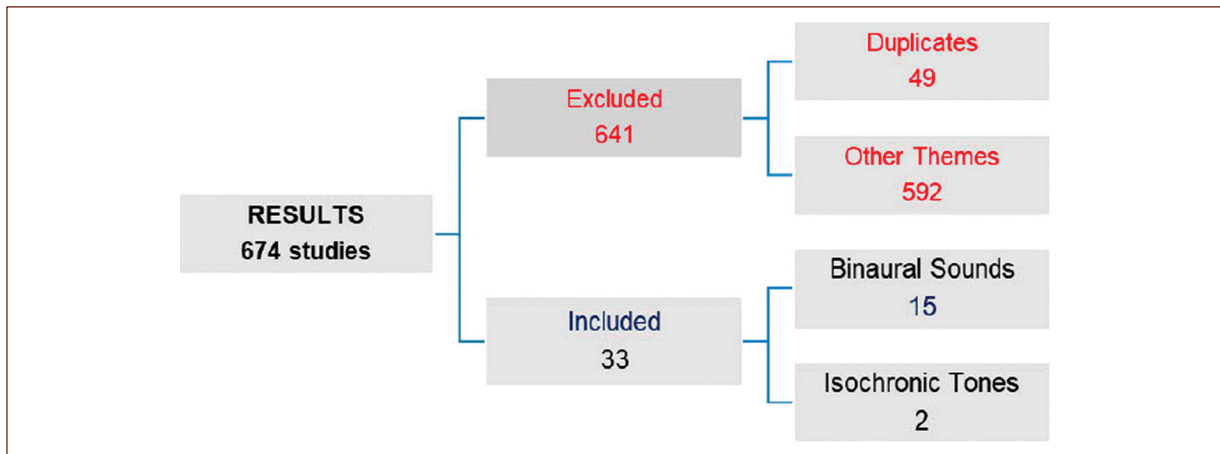 Duplicates
49
Excluded
641
Other Themes
592
RESULTS
674 studies
Binaural Sounds
15
Included
33
Isochronic Tones
2